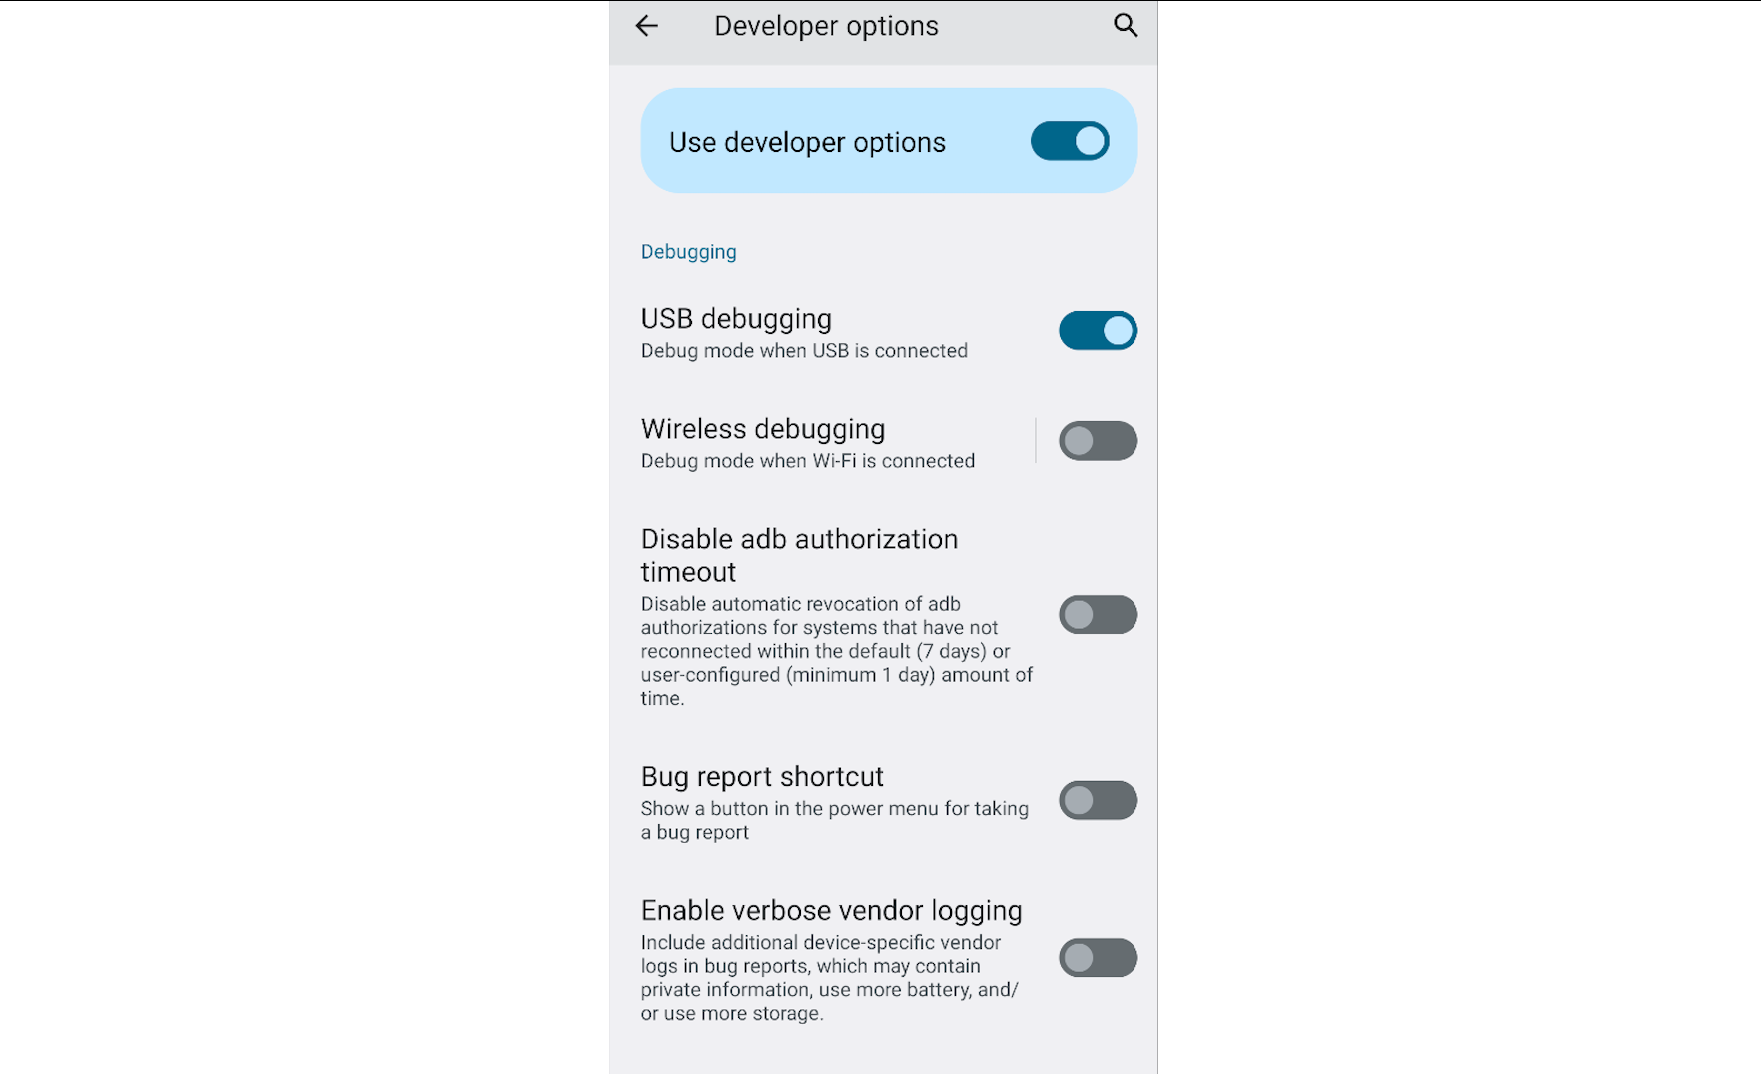 Developer options
Use developer options
Debugging
USB debugging
Debug mode when USB is connected
Wireless debugging
Debug mode when Wi-Fi is connected
Disable adb authorization
timeout
Disable automatic revocation of adb
authorizations for systems that have not
reconnected within the default (7 days) or
user-configured (minimum 1 day) amount of
time.
Bug report shortcut
Show a button in the power menu for taking
a bug report
Enable verbose vendor logging
Include additional device-specific vendor
logs in bug reports, which may contain
private information, use more battery, and/
or use more storage.